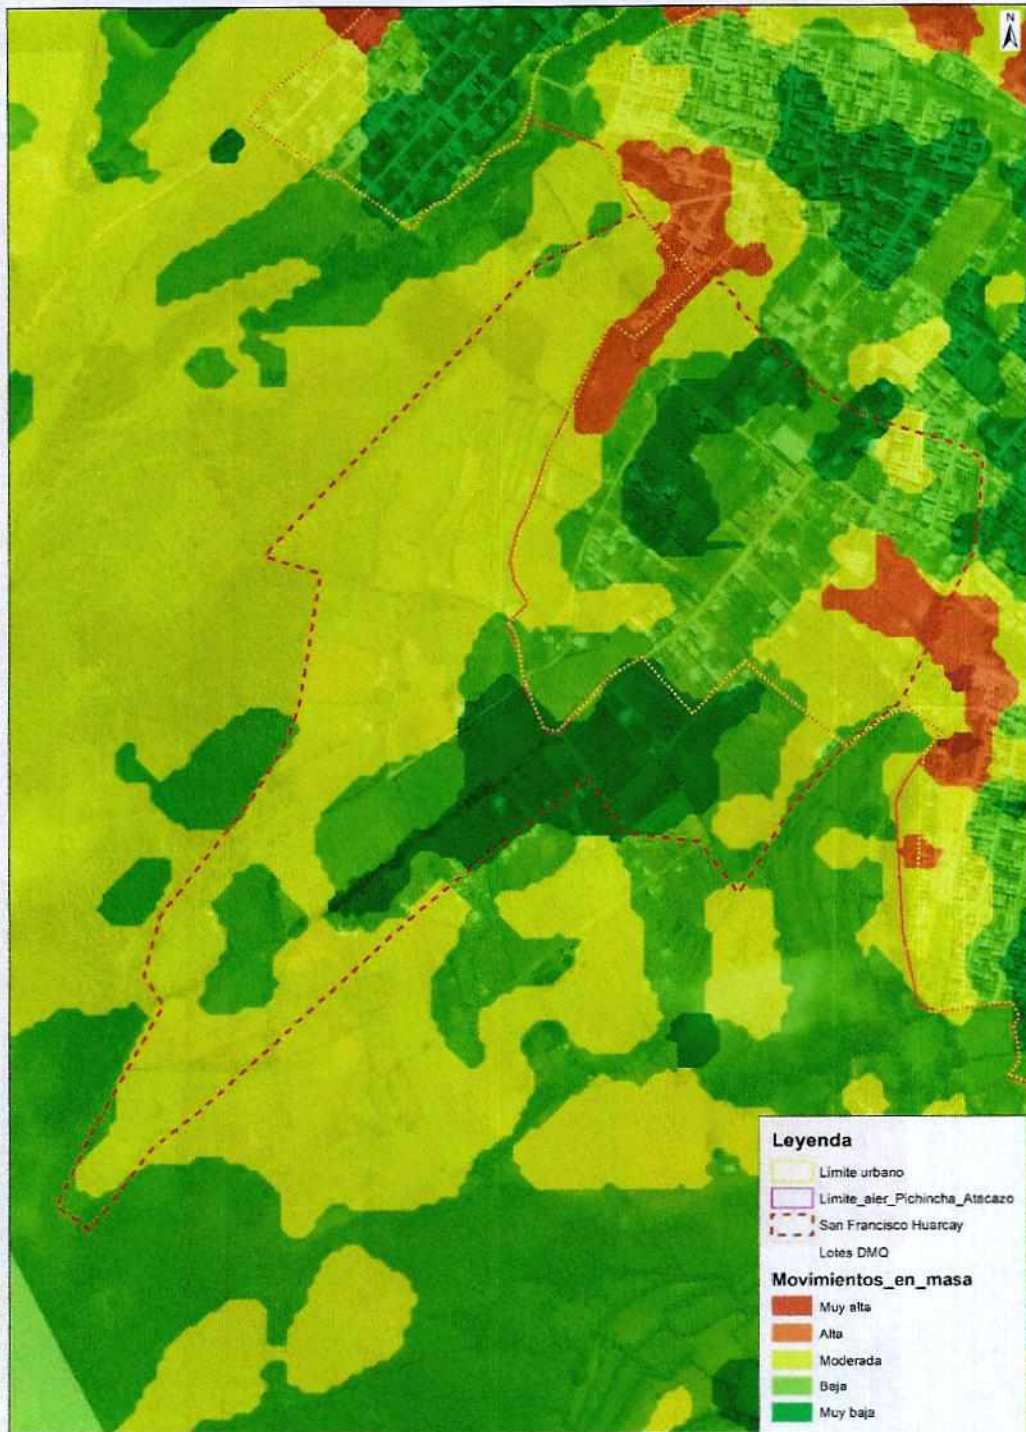 N
Leyenda
Limite urbano
Limite_aier_Pichincha_Atacazo
San Francisco Huarcay
Lotes DMQ
Movimientos_en_masa
Muy alta
Alta
Moderada
Baja
Muy baja